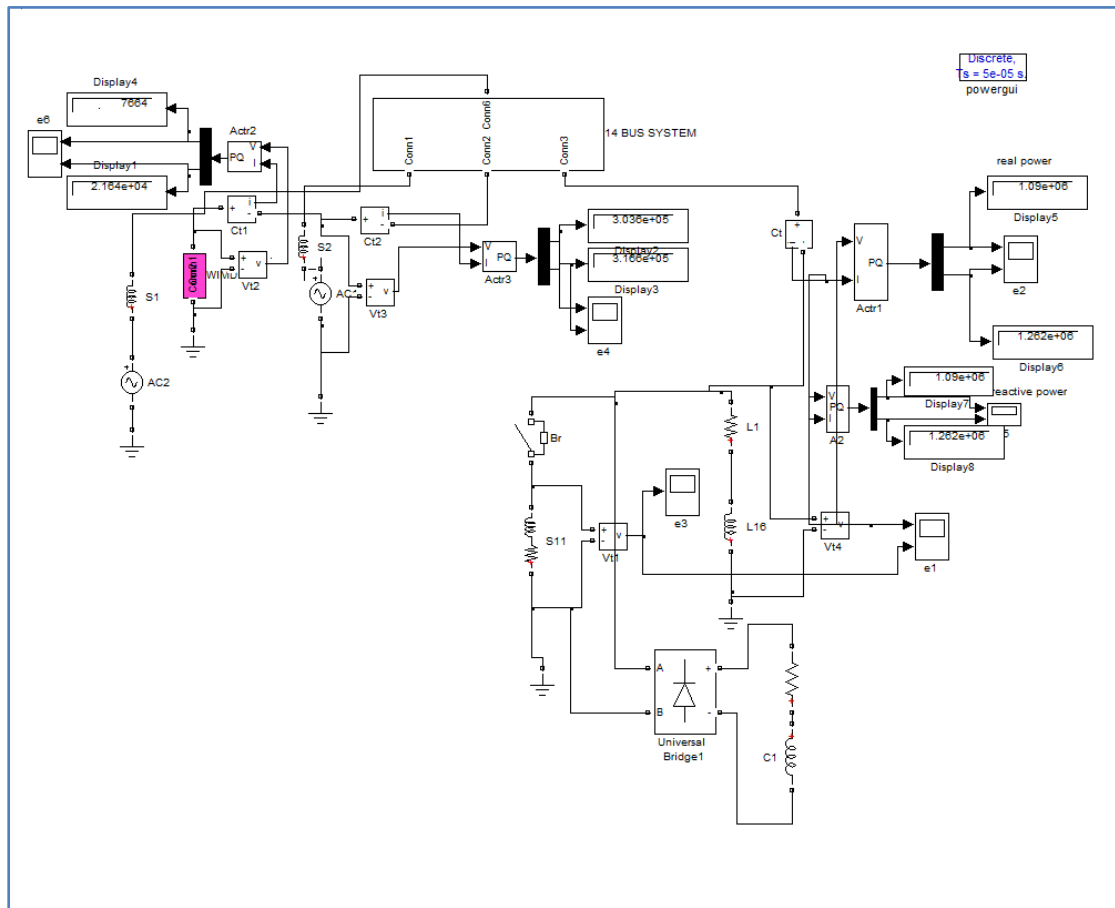 Discrete,
Ts = 5e-05 s.
powergui
Display4
7664
e6
Actr2
V
I
PQ
Display1
2.164e+04
Conn6
Conn1
Conn2
Conn3
14 BUS SYSTEM
real power
1.09e+06
Display5
+
-
i
Ct1
S2
+
-
i
Ct2
3.036e+05
Display2
3.166e+05
Display3
V
I
PQ
Actr3
Ct
+
V
I
PQ
Actr1
e2
S1
+
-
v
Vt2
+
-
v
Vt3
e4
1.262e+06
Display6
AC2
1.09e+06
Display7
reactive power
V
I
PQ
A2
1.262e+06
Display8
Br
L1
e3
S11
+
-
v
Vt1
L16
+
-
v
Vt4
e1
A
B
+
-
Universal
Bridge1
C1